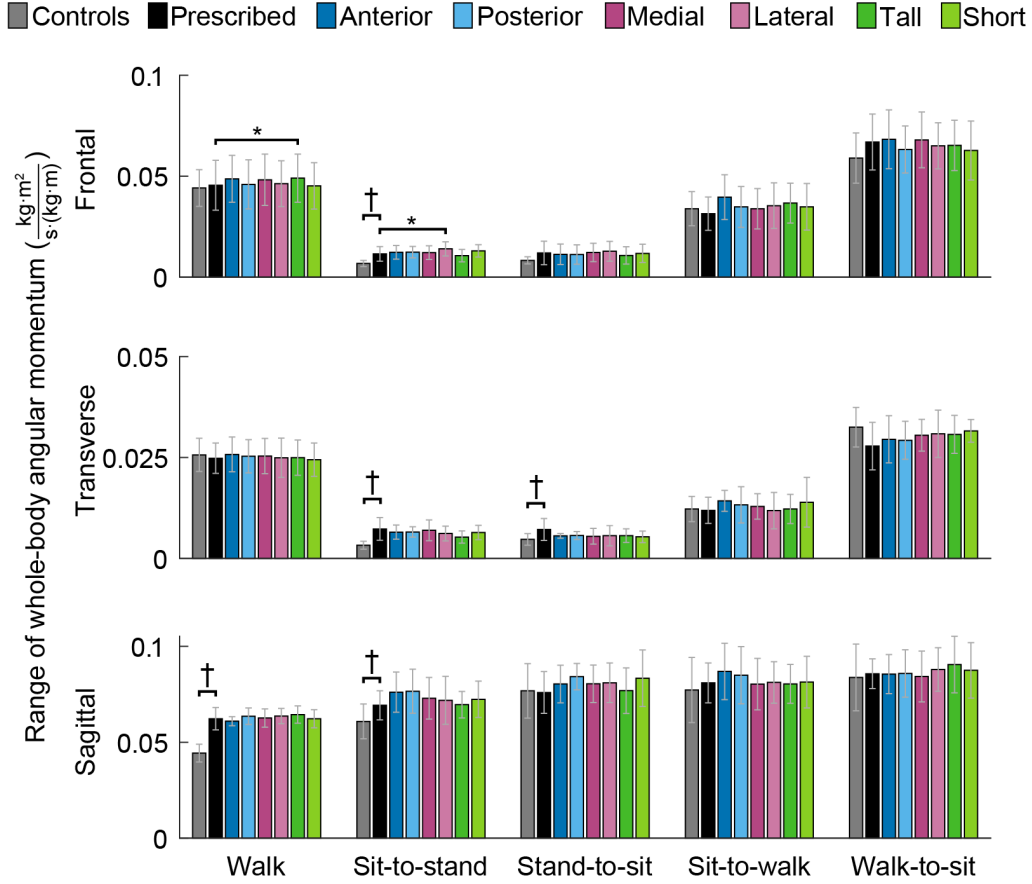 Controls Prescribed Anterior Posterior Medial Lateral Tall Short
Range of whole-body angular momentum (kg·m²/s·(kg·m))
Frontal
0.1
0.05
0
*
†
*
Transverse
0.05
0.025
0
†
†
Sagittal
0.1
0.05
0
†
†
Walk Sit-to-stand Stand-to-sit Sit-to-walk Walk-to-sit